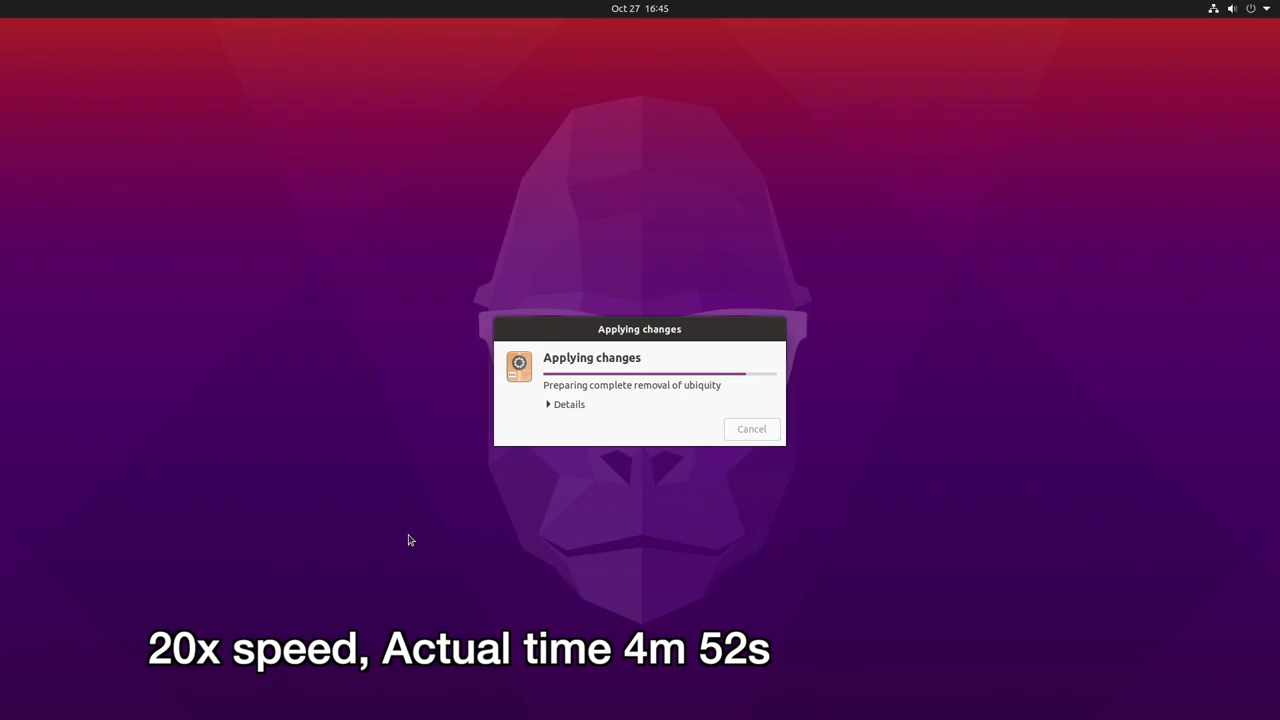 Oct 27 16:45
Applying changes
Applying changes
Preparing complete removal of ubiquity
Details
Cancel
20x speed, Actual time 4m 52s